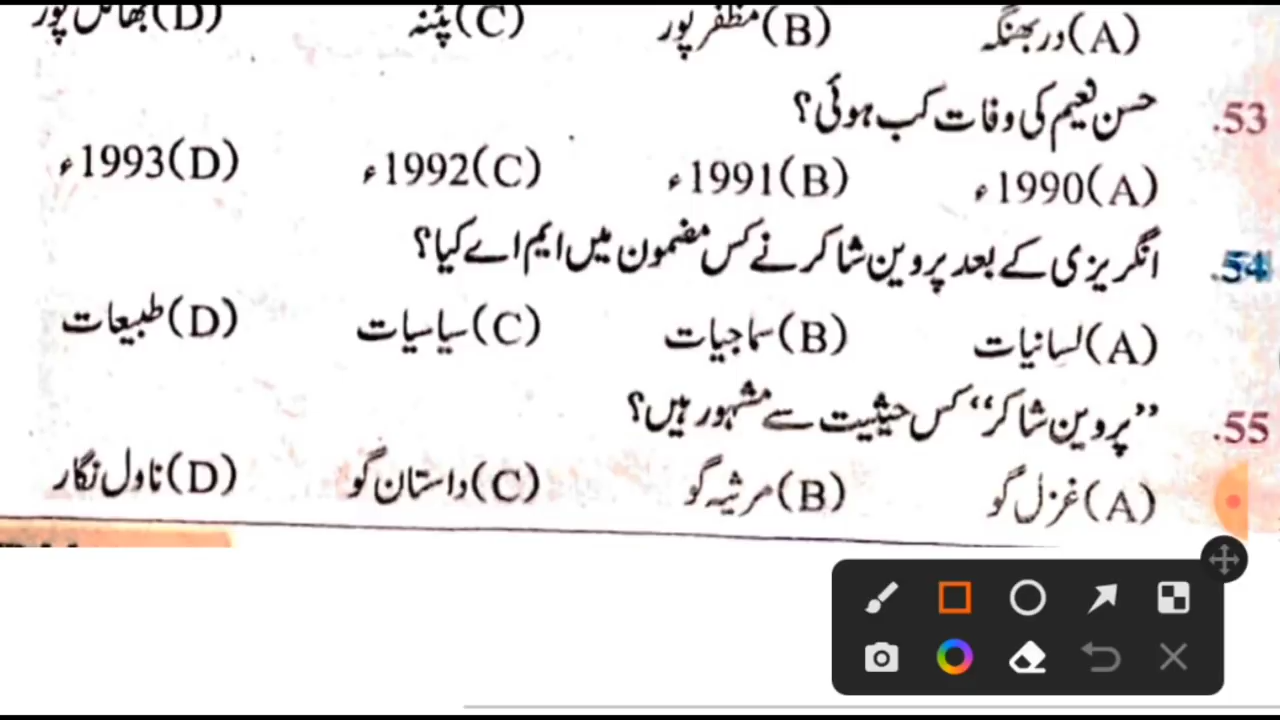 (A) دربھنگہ (B) مظفر پور (C) پٹنہ (D) بھاگل پور
.53 حسن نعیم کی وفات کب ہوئی؟
(A) 1990ء (B) 1991ء (C) 1992ء (D) 1993ء
.54 انگریزی کے بعد پروین شاکر نے کس مضمون میں ایم اے کیا؟
(A) لسانیات (B) سماجیات (C) سیاسیات (D) طبیعات
.55 ”پروین شاکر“ کس حیثیت سے مشہور ہیں؟
(A) غزل گو (B) مرثیہ گو (C) داستان گو (D) ناول نگار